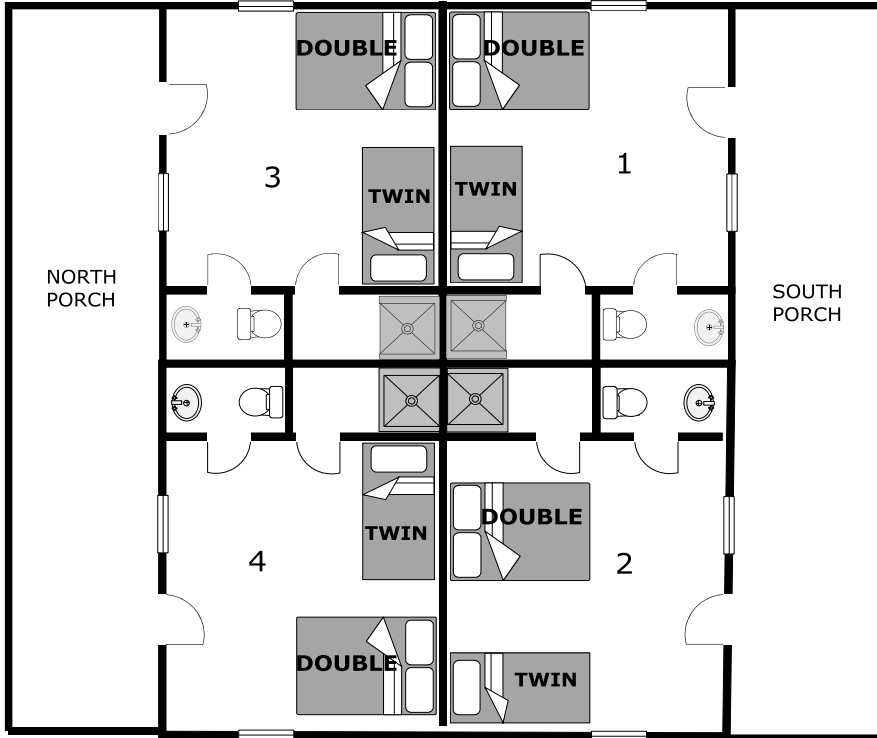 DOUBLE
DOUBLE
3
1
TWIN
TWIN
NORTH
PORCH
SOUTH
PORCH
4
TWIN
DOUBLE
2
DOUBLE
TWIN